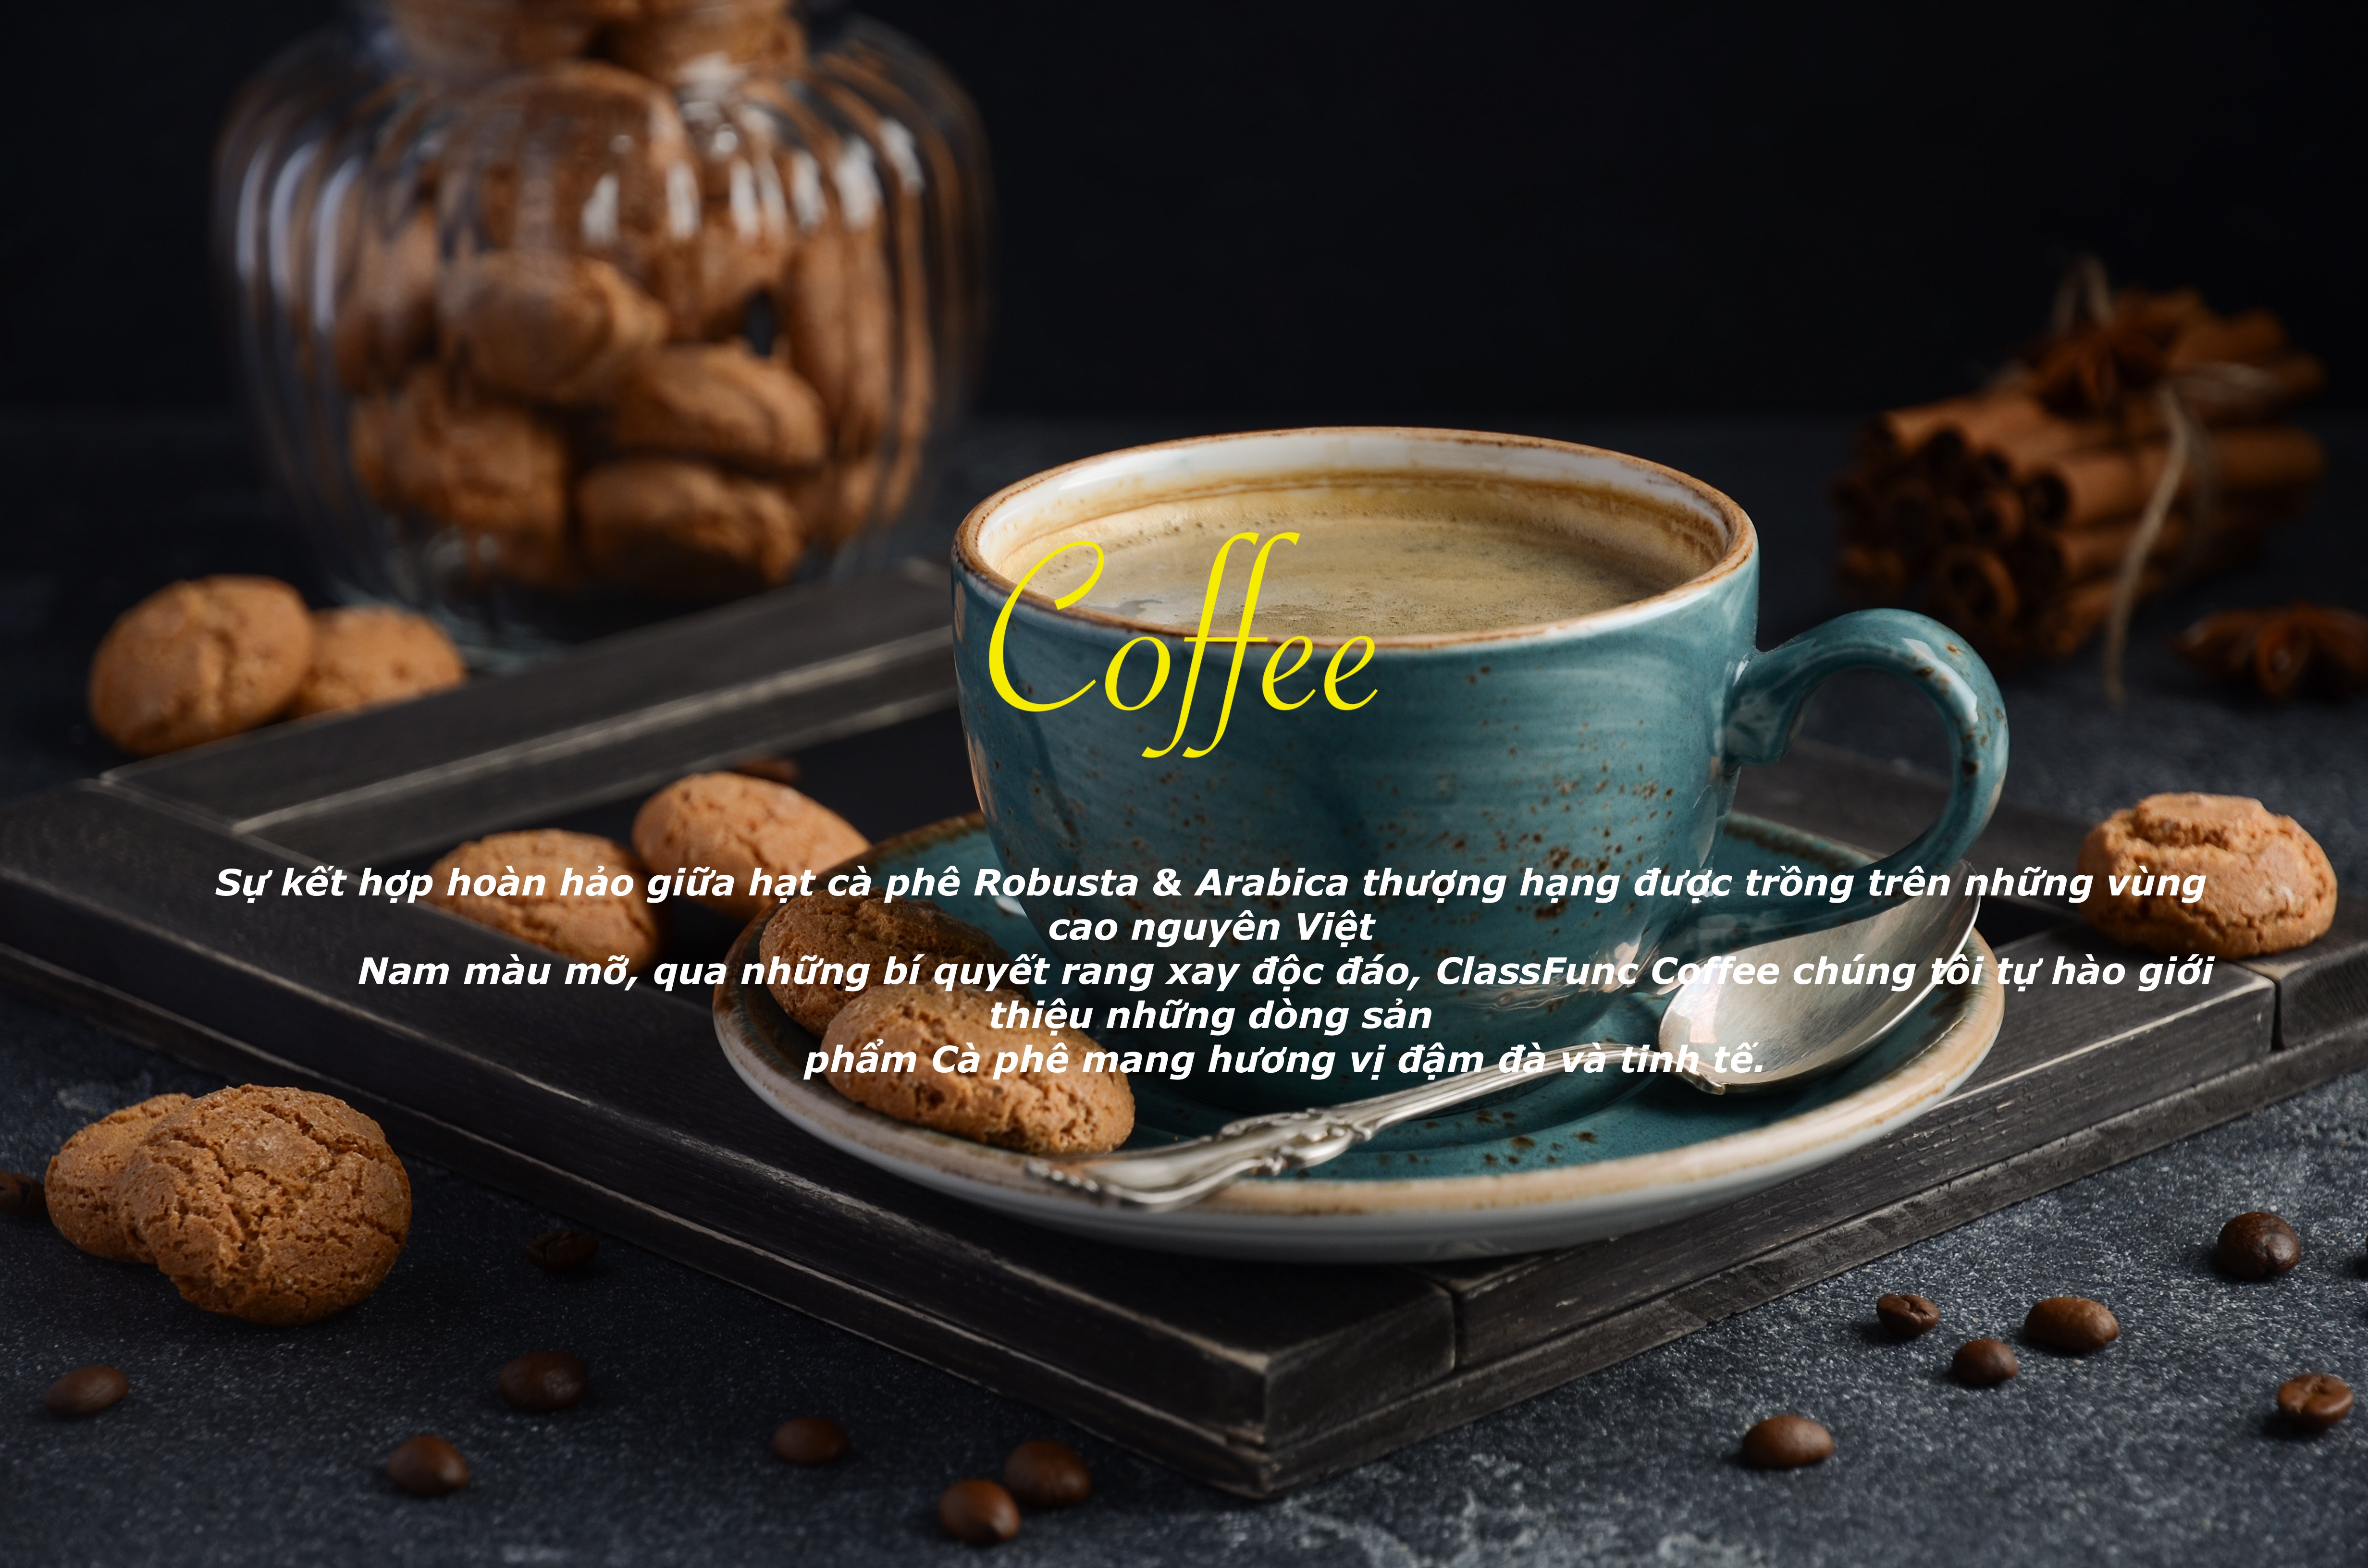 Coffee
Sự kết hợp hoàn hảo giữa hạt cà phê Robusta & Arabica thượng hạng được trồng trên những vùng
cao nguyên Việt
Nam màu mỡ, qua những bí quyết rang xay độc đáo, ClassFunc Coffee chúng tôi tự hào giới
thiệu những dòng sản
phẩm Cà phê mang hương vị đậm đà và tinh tế.